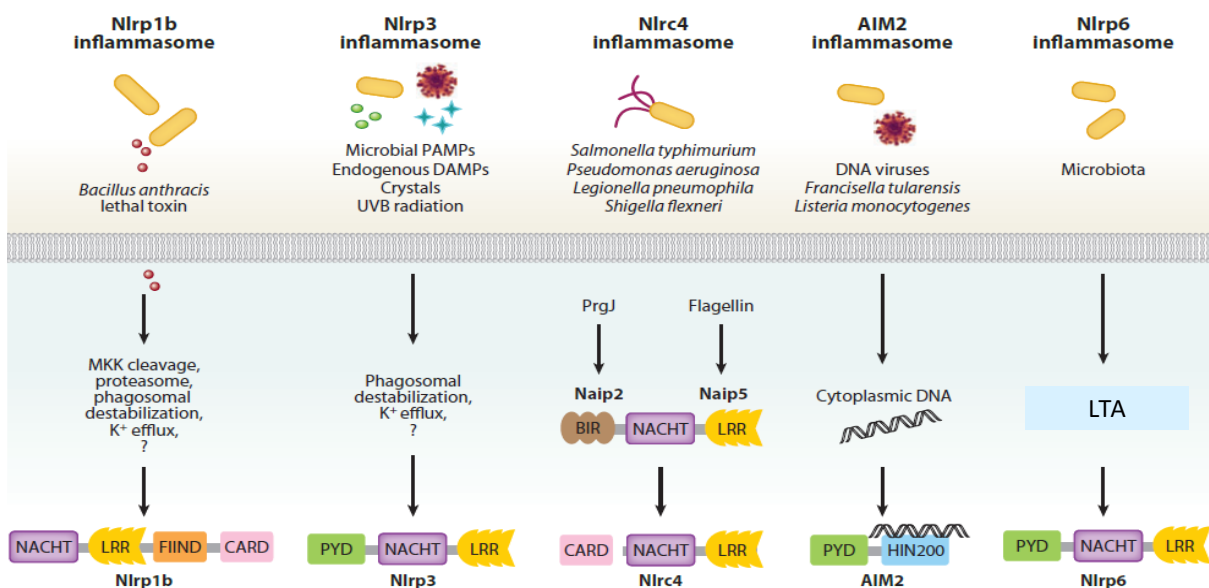 Nlrp1b
inflammasome
Nlrp3
inflammasome
Nlrc4
inflammasome
AIM2
inflammasome
Nlrp6
inflammasome
Bacillus anthracis
lethal toxin
Microbial PAMPs
Endogenous DAMPs
Crystals
UVB radiation
Salmonella typhimurium
Pseudomonas aeruginosa
Legionella pneumophila
Shigella flexneri
DNA viruses
Francisella tularensis
Listeria monocytogenes
Microbiota
MKK cleavage,
proteasome,
phagosomal
destabilization,
K+ efflux,
?
Phagosomal
destabilization,
K+ efflux,
?
PrgJ
Flagellin
Naip2
Naip5
BIR
NACHT
LRR
Cytoplasmic DNA
LTA
NACHT
LRR
FIIND
CARD
Nlrp1b
PYD
NACHT
LRR
Nlrp3
CARD
NACHT
LRR
Nlrc4
PYD
HIN200
AIM2
PYD
NACHT
LRR
Nlrp6